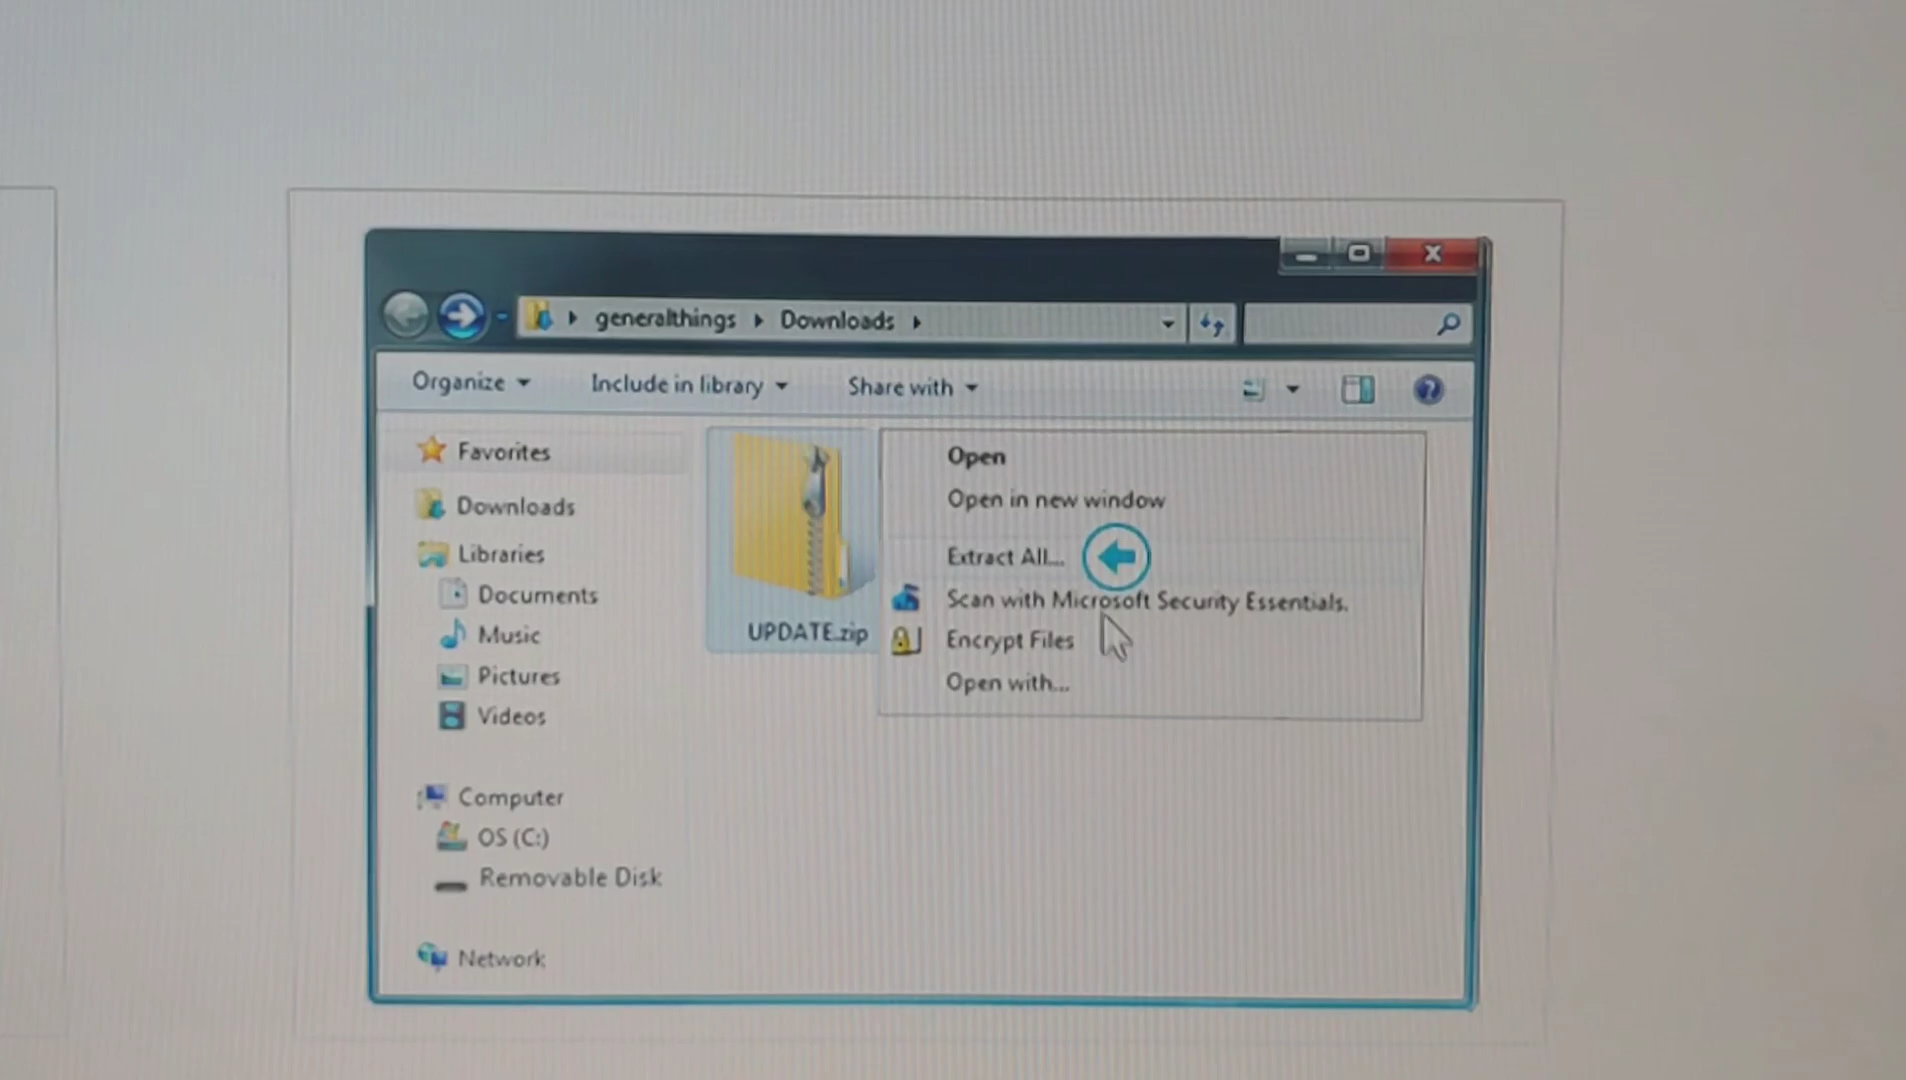 generalthings Downloads
Organize Include in library Share with
Favorites
Downloads
Libraries
Documents
Music
Pictures
Videos
Computer
OS (C:)
Removable Disk
Network
UPDATE.zip
Open
Open in new window
Extract All...
Scan with Microsoft Security Essentials.
Encrypt Files
Open with...